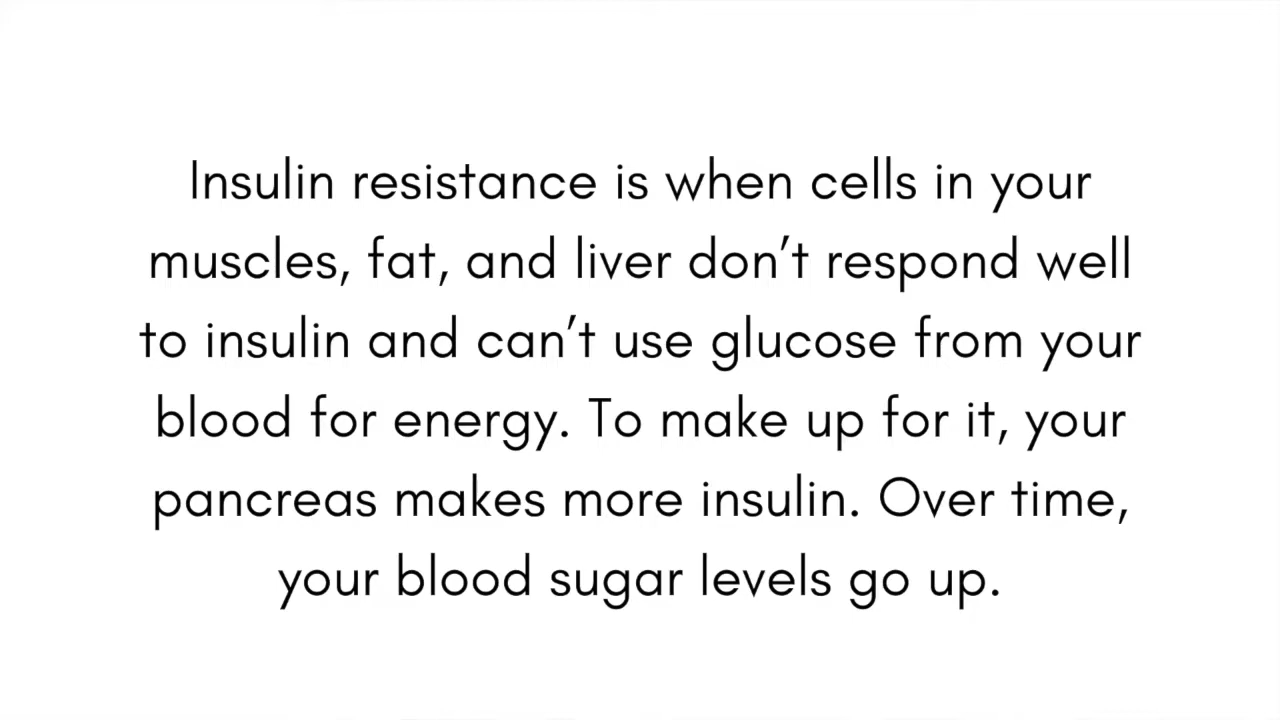 Insulin resistance is when cells in your
muscles, fat, and liver don’t respond well
to insulin and can’t use glucose from your
blood for energy. To make up for it, your
pancreas makes more insulin. Over time,
your blood sugar levels go up.